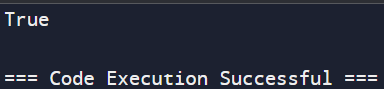 True
=== Code Execution Successful ===